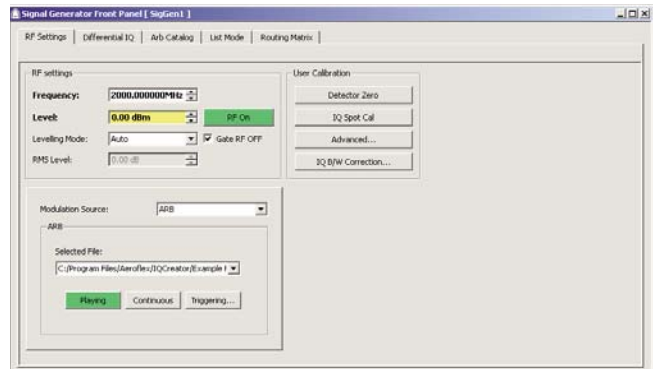 Signal Generator Front Panel [ SigGen1 ]
RF Settings | Differential IQ | Arb Catalog | List Mode | Routing Matrix |
RF settings
Frequency: 2000.000000MHz
Level: 0.00 dBm RF On
Levelling Mode: Auto Gate RF OFF
RMS Level: 0.00 dB
User Calibration
Detector Zero
IQ Spot Cal
Advanced...
IQ B/W Correction...
Modulation Source: ARB
ARB
Selected File:
C:/Program Files/Aeroflex/IQCreator/Example
Playing Continuous Triggering...